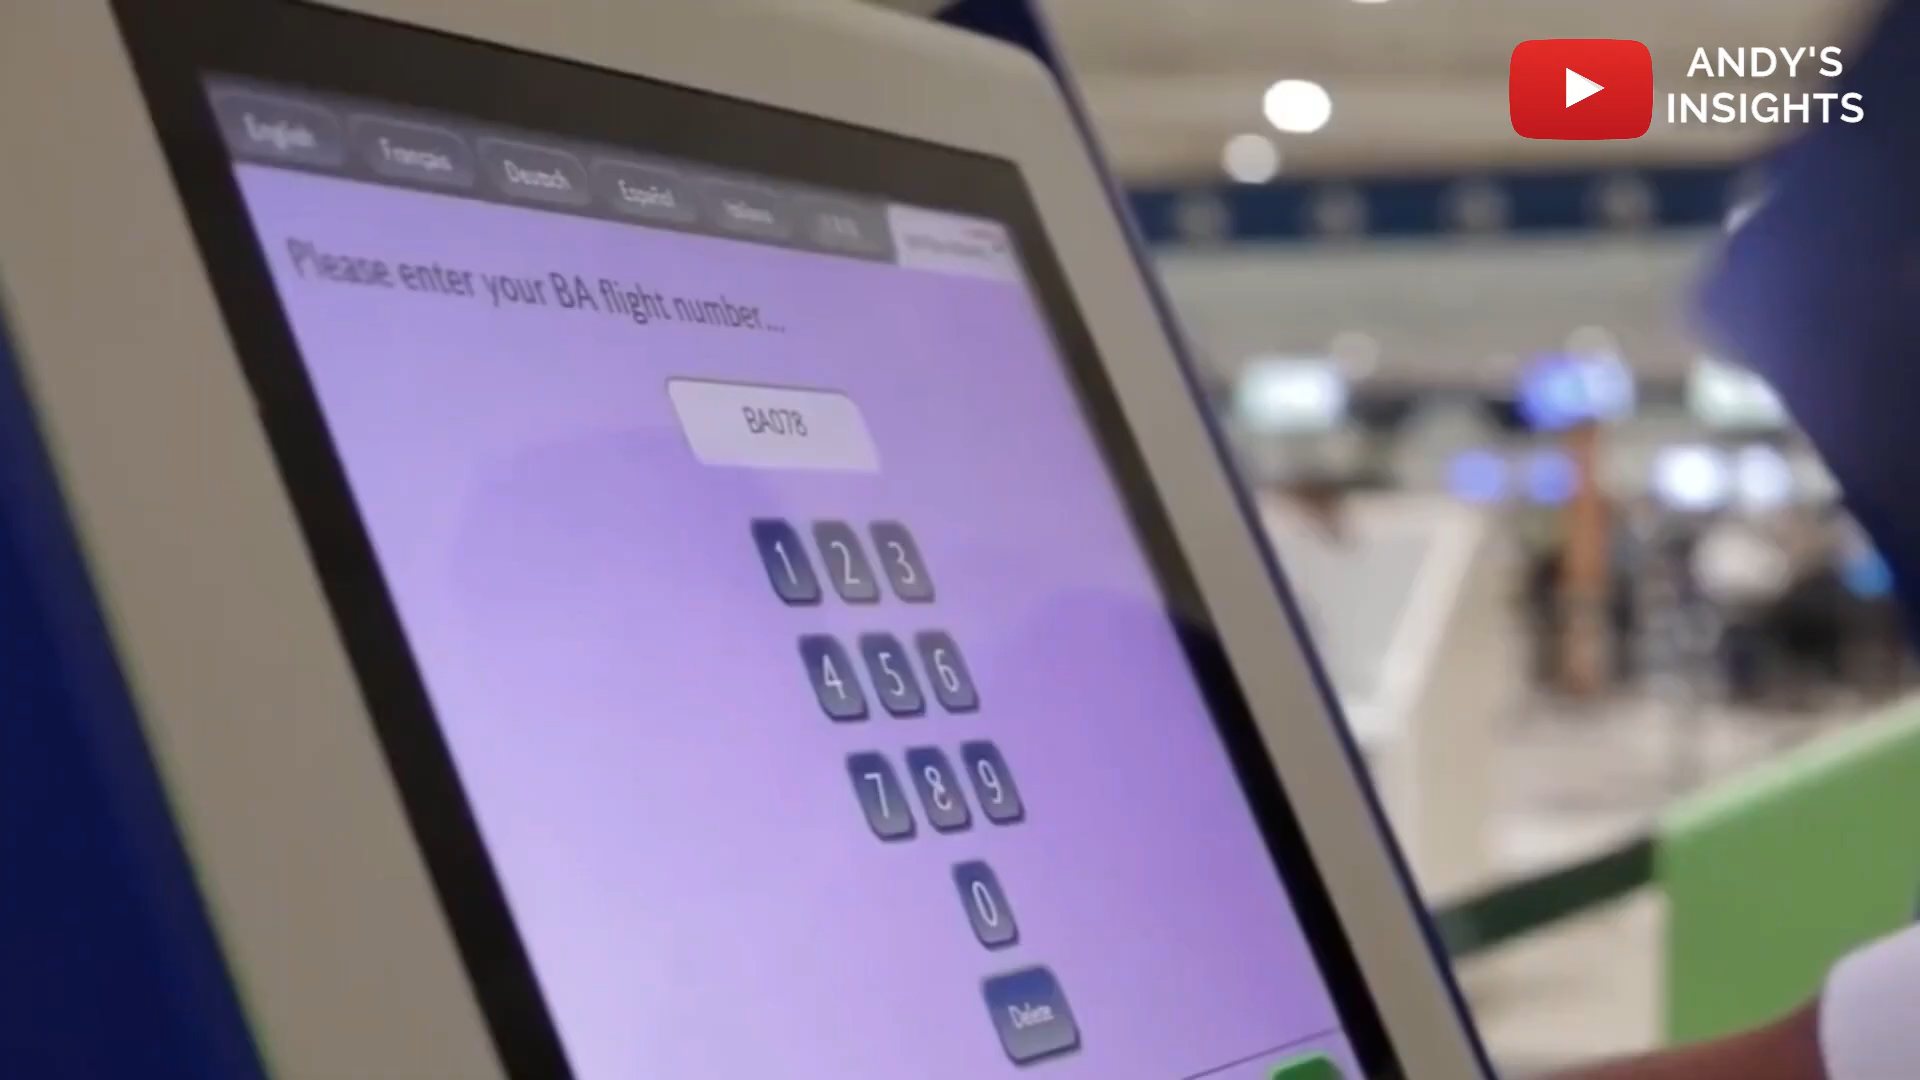 ANDY'S
INSIGHTS
English Français Deutsch Español Italiano
Please enter your BA flight number...
BA078
1 2 3
4 5 6
7 8 9
0
Delete